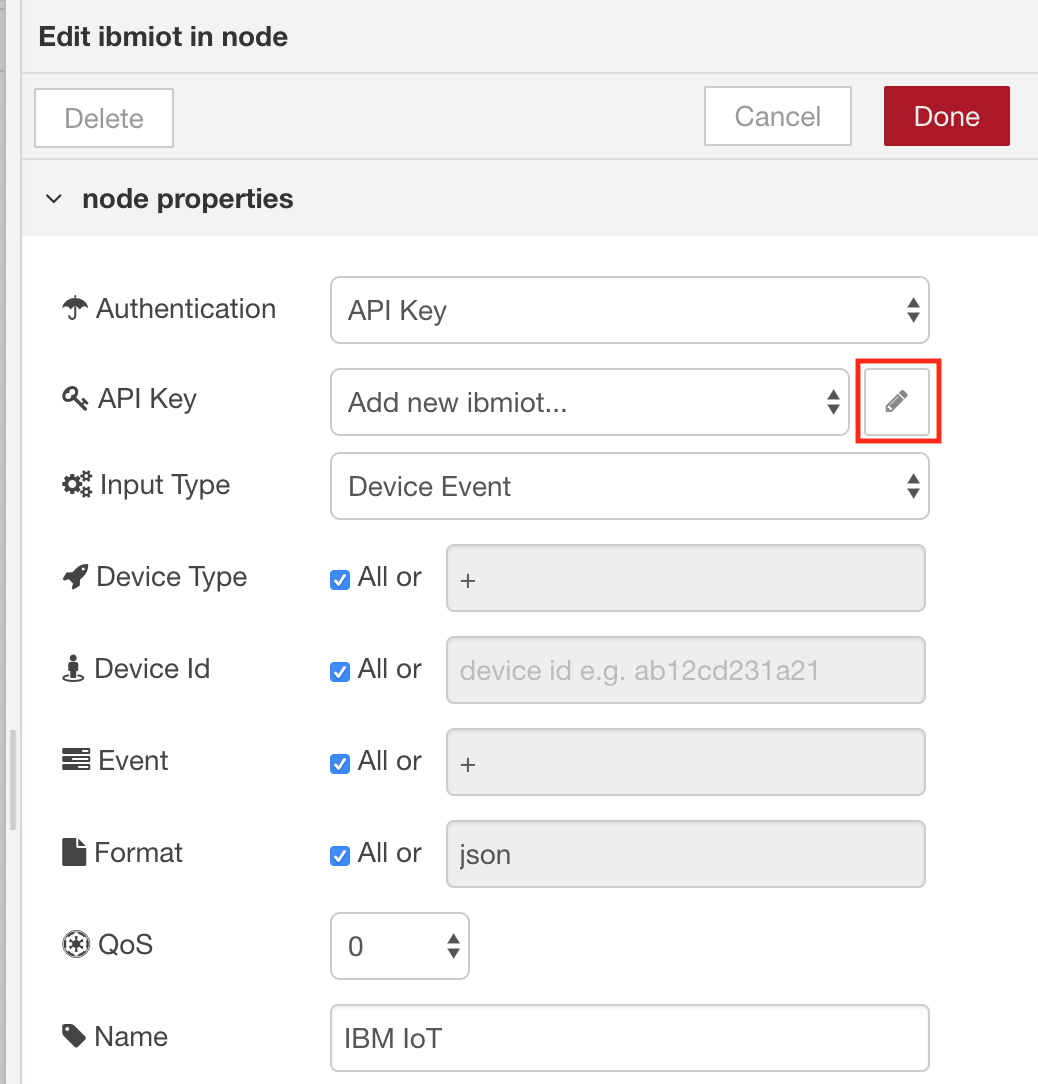 Edit ibmiot in node
Delete Cancel Done
node properties
Authentication API Key
API Key Add new ibmiot...
Input Type Device Event
Device Type All or +
Device Id All or device id e.g. ab12cd231a21
Event All or +
Format All or json
QoS 0
Name IBM IoT